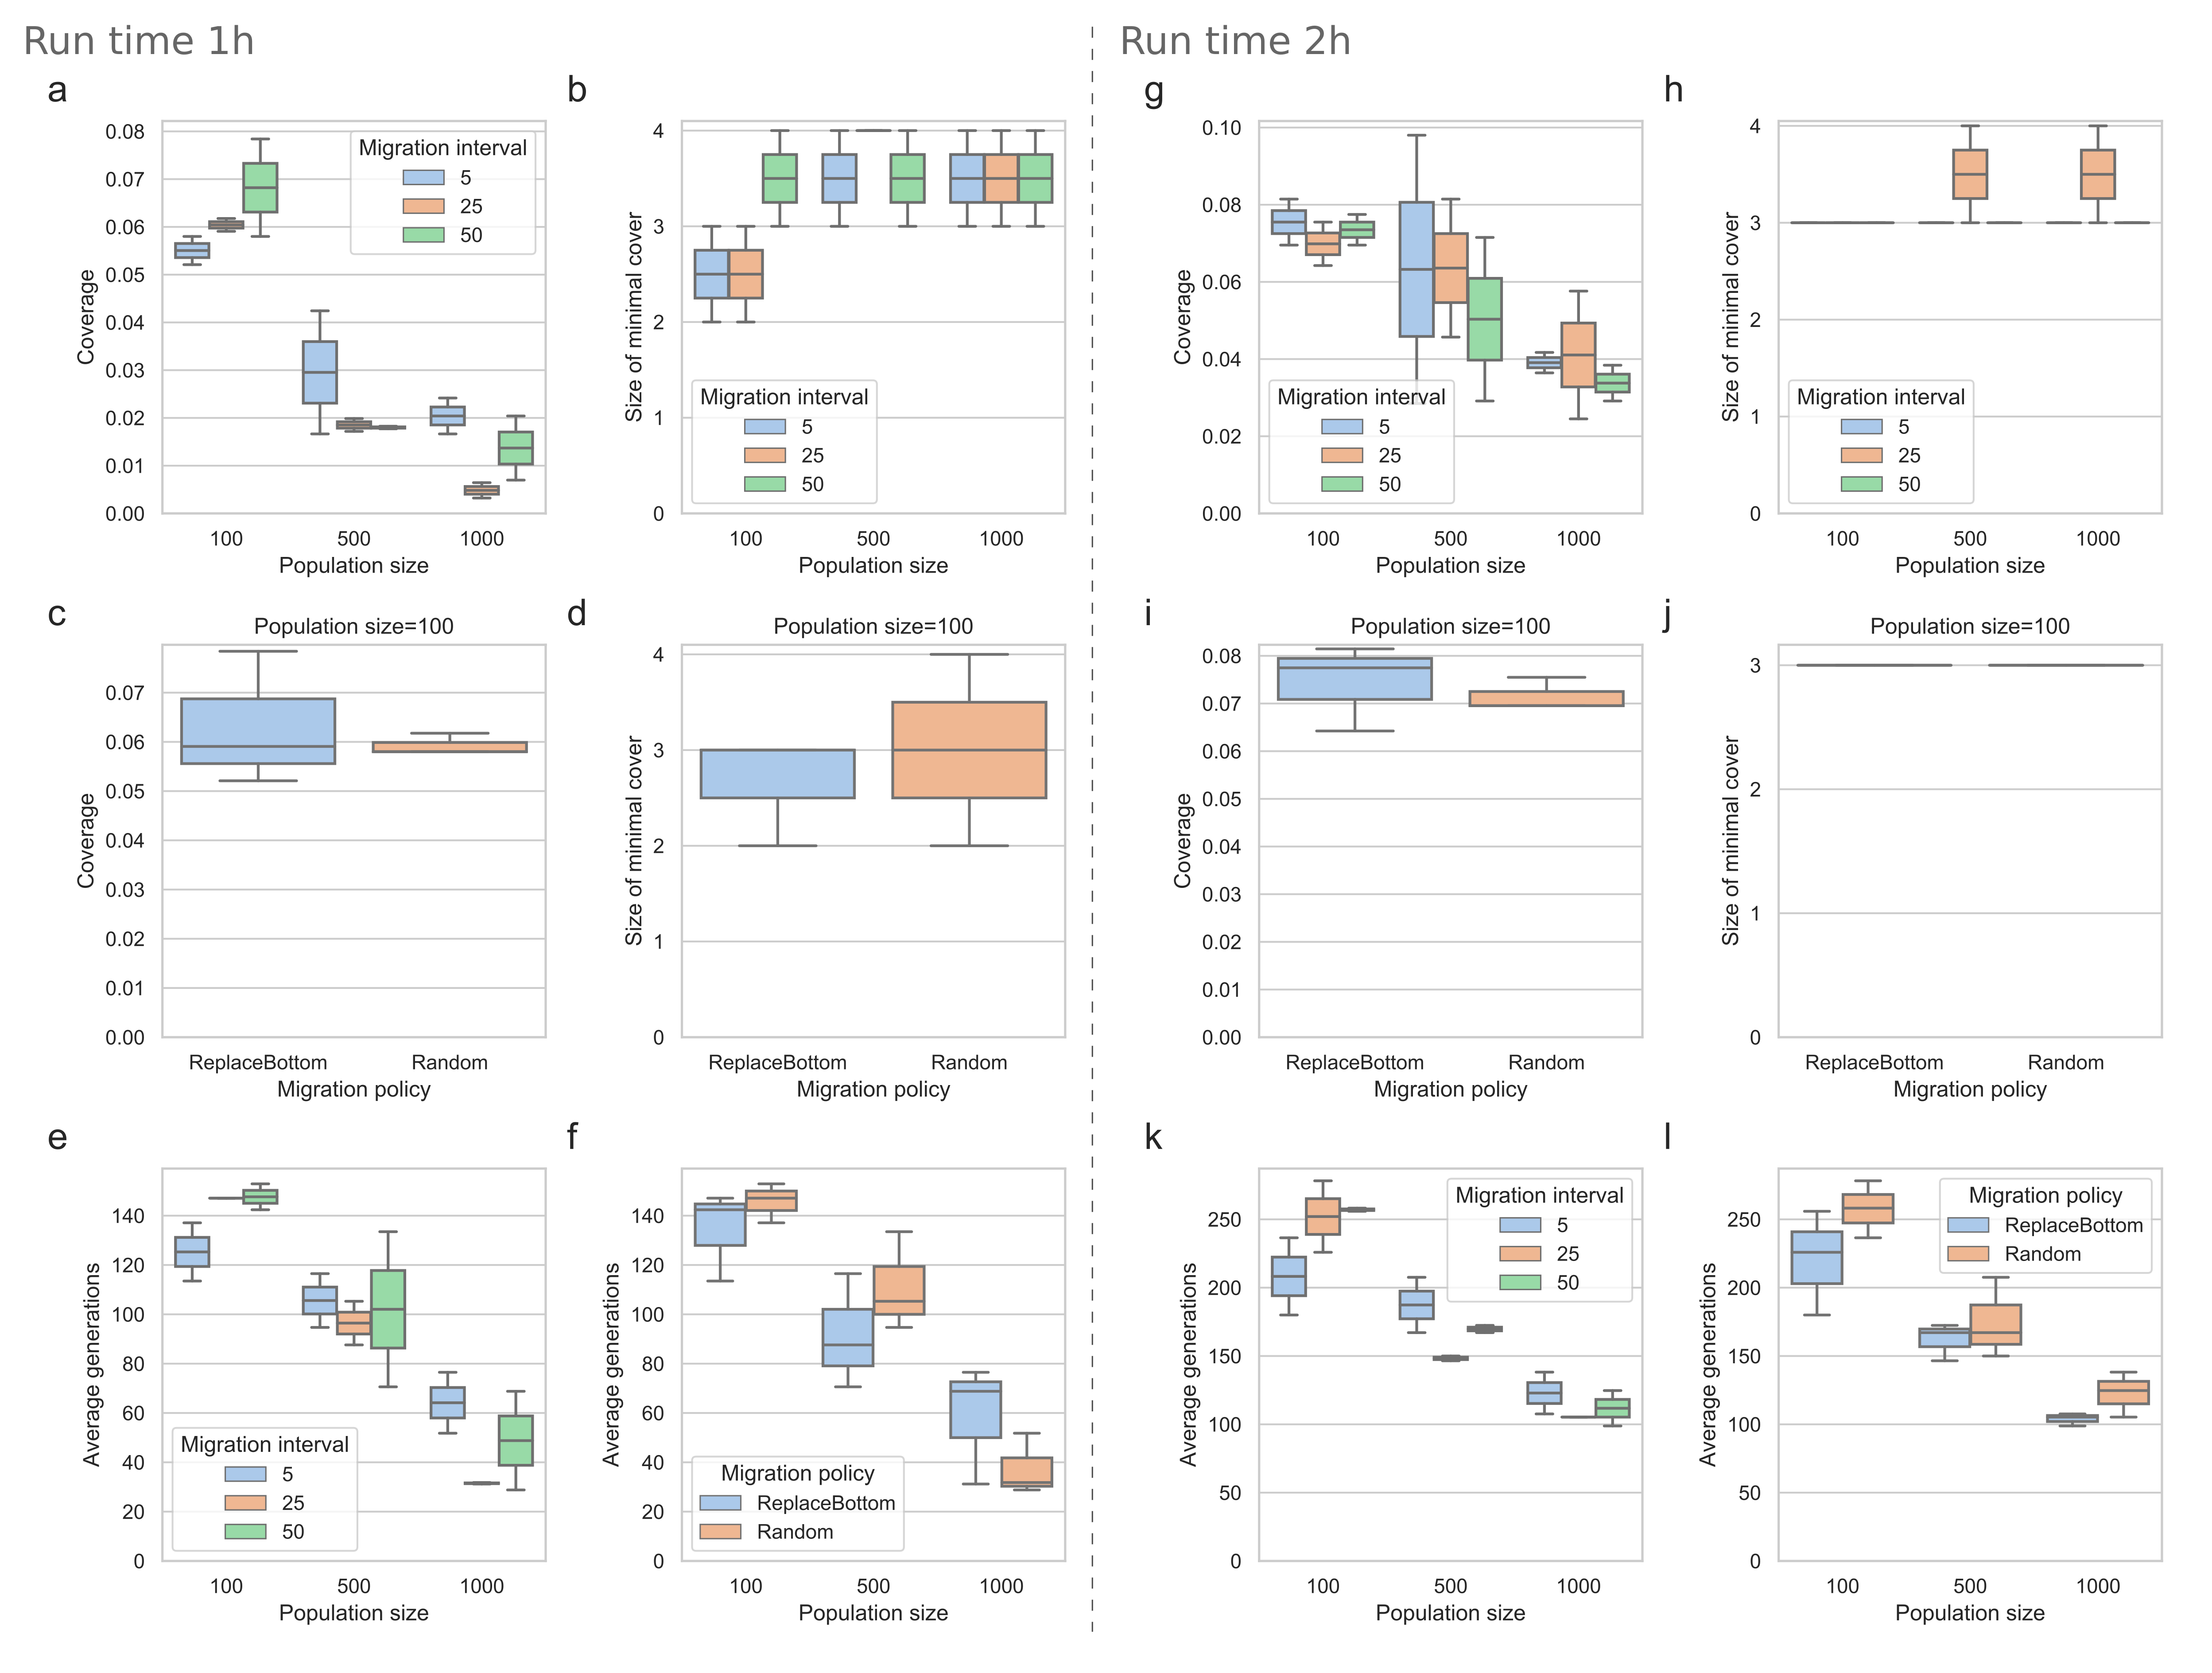 Run time 1h
Run time 2h
a
Coverage
0.08
0.07
0.06
0.05
0.04
0.03
0.02
0.01
0.00
Migration interval
5
25
50
100 500 1000
Population size
b
Size of minimal cover
4
3
2
1
0
Migration interval
5
25
50
100 500 1000
Population size
g
Coverage
0.10
0.08
0.06
0.04
0.02
0.00
Migration interval
5
25
50
100 500 1000
Population size
h
Size of minimal cover
4
3
2
1
0
Migration interval
5
25
50
100 500 1000
Population size
c
Population size=100
Coverage
0.07
0.06
0.05
0.04
0.03
0.02
0.01
0.00
ReplaceBottom Random
Migration policy
d
Population size=100
Size of minimal cover
4
3
2
1
0
ReplaceBottom Random
Migration policy
i
Population size=100
Coverage
0.08
0.07
0.06
0.05
0.04
0.03
0.02
0.01
0.00
ReplaceBottom Random
Migration policy
j
Population size=100
Size of minimal cover
3
2
1
0
ReplaceBottom Random
Migration policy
e
Average generations
140
120
100
80
60
40
20
0
Migration interval
5
25
50
100 500 1000
Population size
f
Average generations
140
120
100
80
60
40
20
0
Migration policy
ReplaceBottom
Random
100 500 1000
Population size
k
Average generations
250
200
150
100
50
0
Migration interval
5
25
50
100 500 1000
Population size
l
Average generations
250
200
150
100
50
0
Migration policy
ReplaceBottom
Random
100 500 1000
Population size